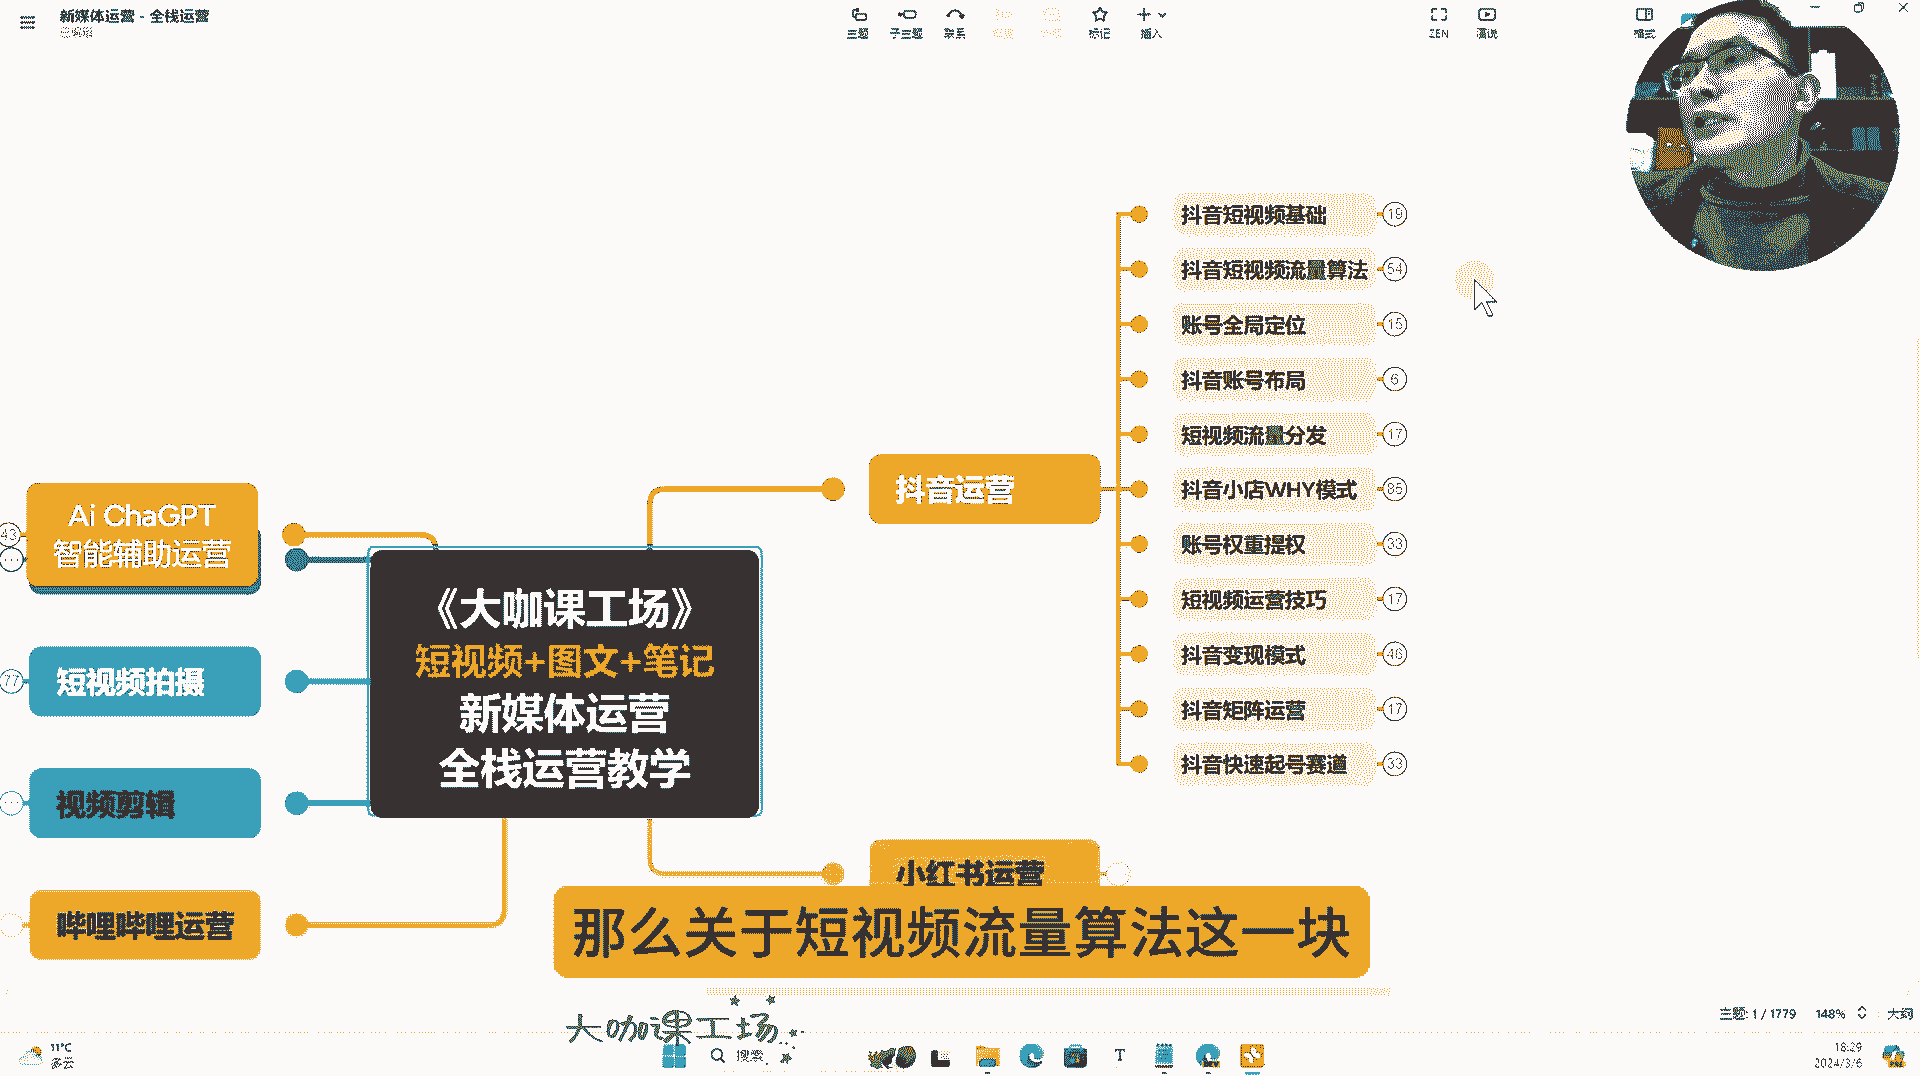 新媒体运营 - 全栈运营
主题
子主题
联系
标记
插入
ZEN
演说
格式
抖音短视频基础
19
抖音短视频流量算法
54
账号全局定位
15
抖音账号布局
6
短视频流量分发
17
抖音运营
抖音小店WHY模式
86
账号权重提权
33
短视频运营技巧
17
抖音变现模式
46
抖音矩阵运营
17
抖音快速起号赛道
33
43
Ai ChaGPT
智能辅助运营
77
短视频拍摄
视频剪辑
哔哩哔哩运营
《大咖课工场》
短视频+图文+笔记
新媒体运营
全栈运营教学
小红书运营
那么关于短视频流量算法这一块
大咖课工场
主题: 1 / 1779
148%
大纲
11°C
多云
搜索
18:29
2024/3/6